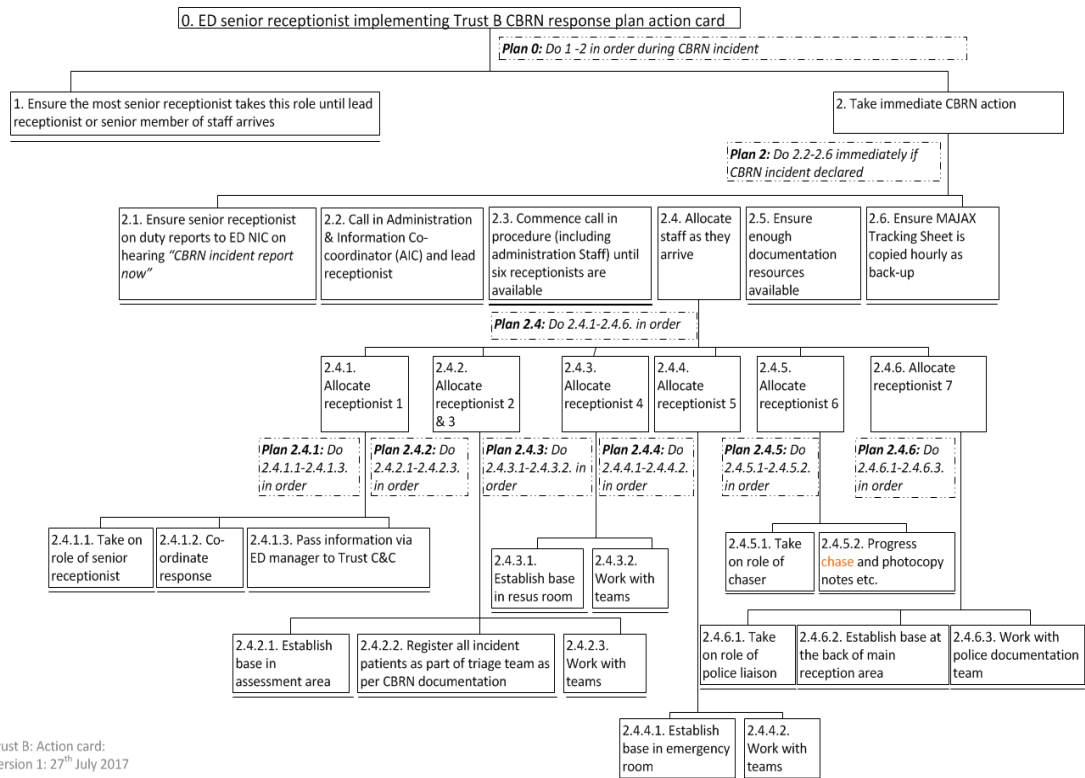 0. ED senior receptionist implementing Trust B CBRN response plan action card
Plan 0: Do 1 -2 in order during CBRN incident
1. Ensure the most senior receptionist takes this role until lead
receptionist or senior member of staff arrives
2. Take immediate CBRN action
Plan 2: Do 2.2-2.6 immediately if
CBRN incident declared
2.1. Ensure senior receptionist
on duty reports to ED NIC on
hearing “CBRN incident report
now”
2.2. Call in Administration
& Information Co-
coordinator (AIC) and lead
receptionist
2.3. Commence call in
procedure (including
administration Staff) until
six receptionists are
available
2.4. Allocate
staff as they
arrive
2.5. Ensure
enough
documentation
resources
available
2.6. Ensure MAJAX
Tracking Sheet is
copied hourly as
back-up
Plan 2.4: Do 2.4.1-2.4.6. in order
2.4.1.
Allocate
receptionist 1
2.4.2.
Allocate
receptionist 2
& 3
2.4.3.
Allocate
receptionist 4
2.4.4.
Allocate
receptionist 5
2.4.5.
Allocate
receptionist 6
2.4.6. Allocate
receptionist 7
Plan 2.4.1: Do
2.4.1.1-2.4.1.3.
in order
Plan 2.4.2: Do
2.4.2.1-2.4.2.3.
in order
Plan 2.4.3: Do
2.4.3.1-2.4.3.2. in
order
Plan 2.4.4: Do
2.4.4.1-2.4.4.2.
in order
Plan 2.4.5: Do
2.4.5.1-2.4.5.2.
in order
Plan 2.4.6: Do
2.4.6.1-2.4.6.3.
in order
2.4.1.1. Take on
role of senior
receptionist
2.4.1.2. Co-
ordinate
response
2.4.1.3. Pass information via
ED manager to Trust C&C
2.4.3.1.
Establish base
in resus room
2.4.3.2.
Work with
teams
2.4.5.1. Take
on role of
chaser
2.4.5.2. Progress
chase and photocopy
notes etc.
2.4.2.1. Establish
base in
assessment area
2.4.2.2. Register all incident
patients as part of triage team as
per CBRN documentation
2.4.2.3.
Work with
teams
2.4.6.1. Take
on role of
police liaison
2.4.6.2. Establish base at
the back of main
reception area
2.4.6.3. Work with
police documentation
team
2.4.4.1. Establish
base in emergency
room
2.4.4.2.
Work with
teams
rust B: Action card:
ersion 1: 27th July 2017